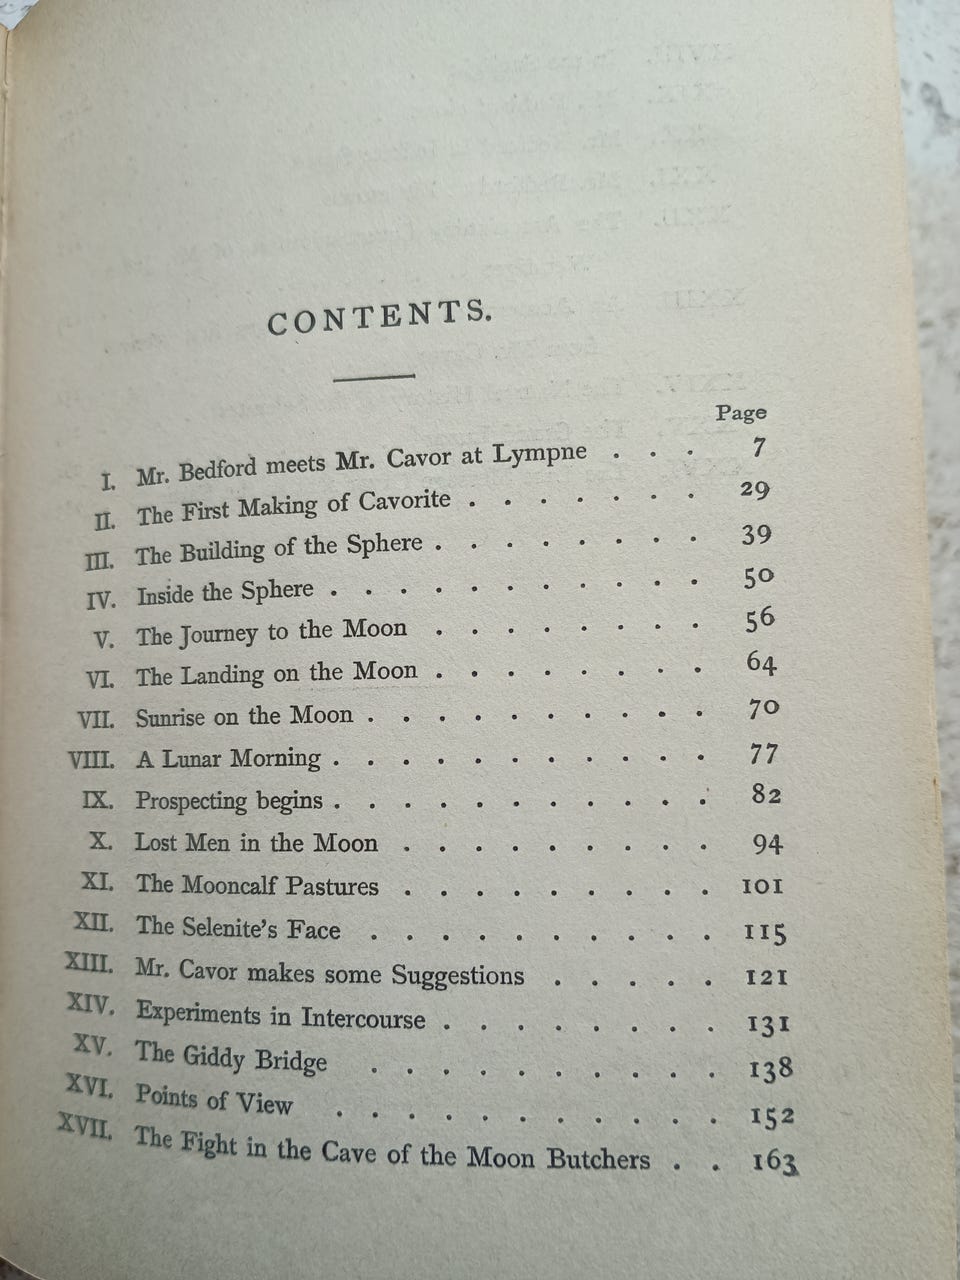 CONTENTS.
Page
I. Mr. Bedford meets Mr. Cavor at Lympne . . . 7
II. The First Making of Cavorite . . . . . . . 29
III. The Building of the Sphere . . . . . . . . 39
IV. Inside the Sphere . . . . . . . . . . . 50
V. The Journey to the Moon . . . . . . . . 56
VI. The Landing on the Moon . . . . . . . . 64
VII. Sunrise on the Moon . . . . . . . . . . 70
VIII. A Lunar Morning . . . . . . . . . . . 77
IX. Prospecting begins . . . . . . . . . . . 82
X. Lost Men in the Moon . . . . . . . . . 94
XI. The Mooncalf Pastures . . . . . . . . . 101
XII. The Selenite's Face . . . . . . . . . . 115
XIII. Mr. Cavor makes some Suggestions . . . . . 121
XIV. Experiments in Intercourse . . . . . . . . 131
XV. The Giddy Bridge . . . . . . . . . . 138
XVI. Points of View . . . . . . . . . . . 152
XVII. The Fight in the Cave of the Moon Butchers . . 163